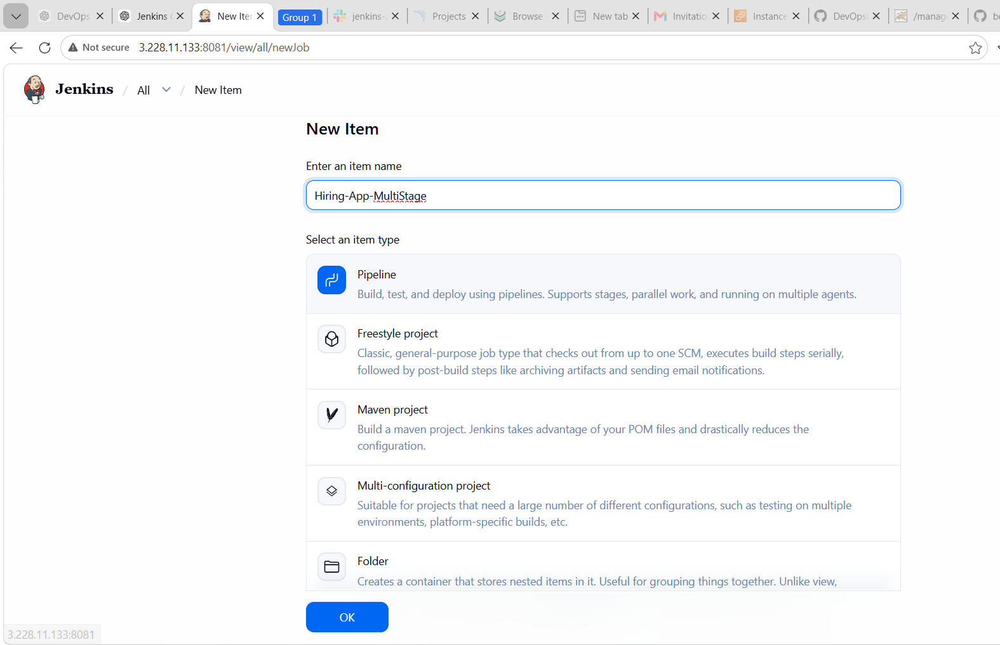 DevOps
Jenkins
New Iter
Group 1
jenkins-
Projects
Browse
New tab
Invitatio
Instance
DevOps
/manag
be
Not secure
3.228.11.133:8081/view/all/newJob
Jenkins / All / New Item
New Item
Enter an item name
Hiring-App-MultiStage
Select an item type
Pipeline
Build, test, and deploy using pipelines. Supports stages, parallel work, and running on multiple agents.
Freestyle project
Classic, general-purpose job type that checks out from up to one SCM, executes build steps serially,
followed by post-build steps like archiving artifacts and sending email notifications.
Maven project
Build a maven project. Jenkins takes advantage of your POM files and drastically reduces the
configuration.
Multi-configuration project
Suitable for projects that need a large number of different configurations, such as testing on multiple
environments, platform-specific builds, etc.
Folder
Creates a container that stores nested items in it. Useful for grouping things together. Unlike view,
OK
3.228.11.133:8081